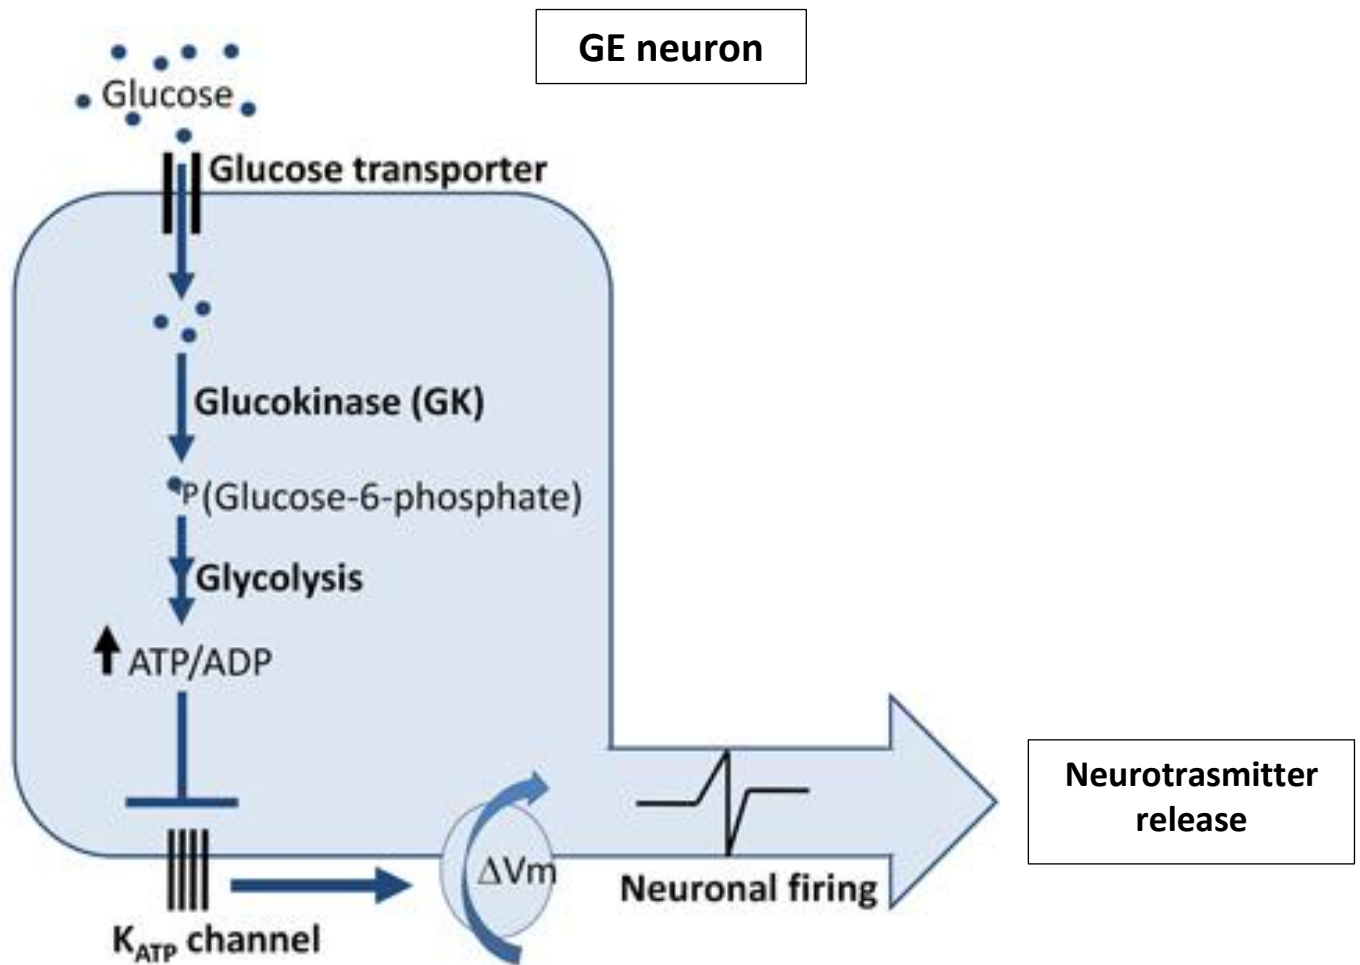 GE neuron
Glucose
Glucose transporter
Glucokinase (GK)
P(Glucose-6-phosphate)
Glycolysis
ATP/ADP
KATP channel
ΔVm
Neuronal firing
Neurotrasmitter
release